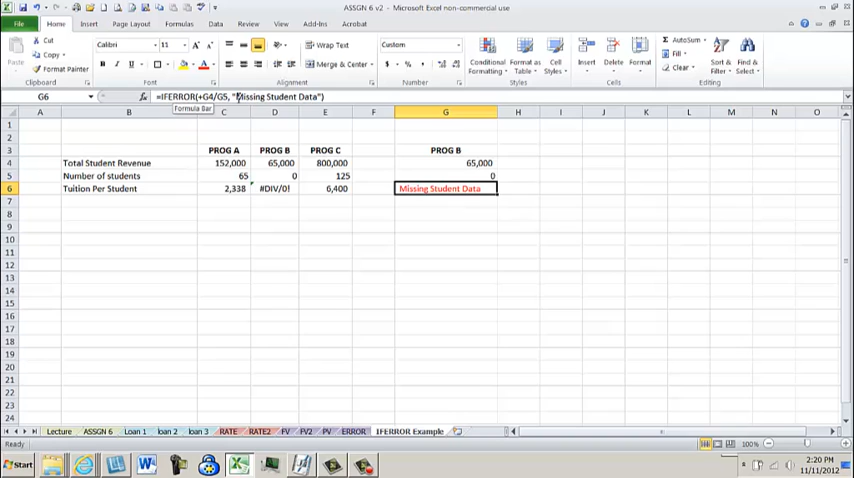 ASSGN 6 v2 - Microsoft Excel non-commercial use
File Home Insert Page Layout Formulas Data Review View Add-Ins Acrobat
Cut Calibri 11 Wrap Text Custom AutoSum
Copy Fill
Paste Format Painter B I U Merge & Center $ % , Conditional Formatting Format as Table Cell Styles Insert Delete Format Clear Sort & Filter Find & Select
Clipboard Font Alignment Number Styles Cells Editing
G6 fx =IFERROR(+G4/G5, "Missing Student Data")
Formula Bar
A B C D E F G H I J K L M N O
1
2
3 PROG A PROG B PROG C PROG B
4 Total Student Revenue 152,000 65,000 800,000 65,000
5 Number of students 65 0 125 0
6 Tuition Per Student 2,338 #DIV/0! 6,400 Missing Student Data
7
8
9
10
11
12
13
14
15
16
17
18
19
20
21
22
23
24
Lecture ASSGN 6 Loan 1 loan 2 loan 3 RATE RATE2 FV FV2 PV ERROR IFERROR Example
Ready 100%
Start 2:20 PM
11/11/2012